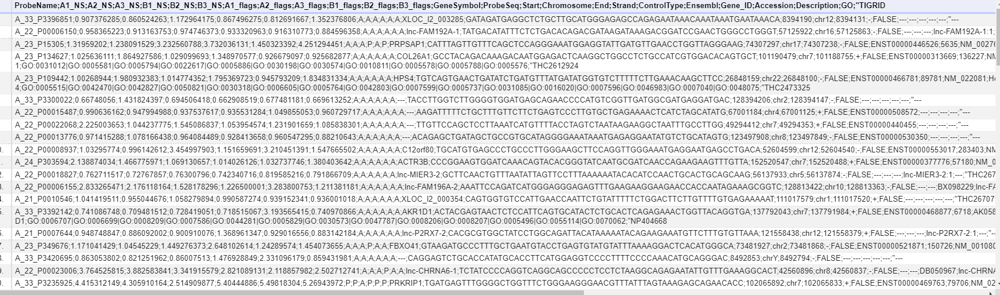 ProbeName;A1_NS;A2_NS;A3_NS;B1_NS;B2_NS;B3_NS;A1_flags;A2_flags;A3_flags;B1_flags;B2_flags;B3_flags;GeneSymbol;ProbeSeq;Start;Chromosome;End;Strand;ControlType;Ensembl;Gene_ID;Accession;Description;GO;"TIGRID
A_33_P3396851;0.907376285;0.860524263;1.172964175;0.867496275;0.812691667;1.352376806;A;A;A;A;A;A;XLOC_l2_003285;GATAGATGAGGCTCTGCTTGCATGGGAGAGCCAGAGAATAAACAAATAAATGAATAAACA;8394190;chr12;8394131;-;FALSE;---;---;---;---;---;"---
A_22_P00006150;0.958365223;0.913163753;0.974746373;0.933320963;0.916310773;0.884596358;A;A;A;A;A;A;lnc-FAM192A-1;TATGACATATTTCTCTGACACAGACGATAAGATAAAGACGGATCCGAACTGGGCCTGGGT;57125922;chr16;57125863;-;FALSE;---;---;---;lnc-FAM192A-1:1;
A_23_P15305;1.31959202;1.238091529;3.232560788;3.732036131;1.450323392;4.251294451;A;A;A;P;A;P;PRPSAP1;CATTTAGTTGTTTCAGCTCCAGGGAAATGGAGGTATTGATGTTGAACCTGGTTAGGGAAG;74307297;chr17;74307238;-;FALSE;ENST00000446526;5635;NM_00276
A_23_P134627;1.025636111;1.864927586;1.029099693;1.348970577;0.926679097;0.925682877;A;A;A;A;A;A;COL26A1;GCCTACAGACAAAGACAATGGAGACTCAAGGCTGGCCTCTGCCATCGTGGACACAGTGCT;101190479;chr7;101188755;+;FALSE;ENST00000313669;136227;NM
1;GO:0031012|GO:0005581|GO:0005794|GO:0022617|GO:0005886|GO:0030198|GO:0030574|GO:0010811|GO:0005578|GO:0005788|GO:0005576;"THC2612924
A_23_P109442;1.00268944;1.980932383;1.014774352;1.795369723;0.945793209;1.834831334;A;A;A;A;A;A;HPS4;TGTCAGTGAACTGATATCTGATGTTTATGATATGGTGTCTTTTTCTTGAAACAAGCTTCC;26848159;chr22;26848100;-;FALSE;ENST00000466781;89781;NM_022081;He
4;GO:0005515|GO:0042470|GO:0042827|GO:0050821|GO:0030318|GO:0006605|GO:0005764|GO:0042803|GO:0007599|GO:0005737|GO:0031085|GO:0016020|GO:0007596|GO:0046983|GO:0007040|GO:0048075;"THC2473325
A_33_P3300022;0.66748056;1.431824397;0.694506418;0.662908519;0.677481181;0.669613252;A;A;A;A;A;A;---;TACCTTGGTCTTGGGGTGGATGAGCAGAACCCCATGTCGGTTGATGGCGATGAGGATGAC;128394206;chr2;128394147;-;FALSE;---;---;---;---;---;"---
A_22_P00015487;0.990636162;0.947994988;0.937537617;0.935531284;1.049855053;0.960729717;A;A;A;A;A;A;---;AAGATTTTTCTGCTTTGTTCTTCTGAGTCCCTTGTGCTGAGAAAACTCATCTAGCATATG;67001184;chr4;67001125;+;FALSE;ENST00000508572;---;---;---;---;"---
A_22_P00022068;2.225003653;1.044237775;1.545086837;1.053954574;1.231901659;1.085838301;A;A;A;A;A;A;---;TTGTTCCAGCTCCTTAAATCATGTTTTACCTAGTCTAATAAGAAGGCTAATTTGCCTTGG;49294412;chr7;49294353;+;FALSE;ENST00000440455;---;---;---;---;"---
A_22_P00013776;0.971415288;1.078166438;0.964084489;0.928413658;0.960547295;0.88210643;A;A;A;A;A;A;---;ACAGAGCTGATAGCTGCCGTGCATAGGGGAAATAAATGAGAGGAATATGTCTGCATAGTG;123497908;chr8;123497849;-;FALSE;ENST00000530350;---;---;---;---;"---
A_22_P00008937;1.03295774;0.996142612;3.454997903;1.151659691;3.210451391;1.547665502;A;A;A;A;A;A;C12orf80;TGCATGTGAGCCCTGCCCTTGGGAAGCTTCCAGGTTGGGAAATGAGGAATGAGCCTGACA;52604599;chr12;52604540;-;FALSE;ENST00000553017;283403;NM
A_24_P303594;2.138874034;1.466775971;1.069130657;1.014026126;1.032737746;1.380403642;A;A;A;A;A;A;ACTR3B;CCCGGAAGTGGATCAAACAGTACACGGGTATCAATGCGATCAACCAGAAGAAGTTTGTTA;152520547;chr7;152520488;+;FALSE;ENST00000377776;57180;NM_0
2. A_22_P00018827;0.762711517;0.72767857;0.76300796;0.742340716;0.819585216;0.791866709;A;A;A;A;A;A;lnc-MIER3-2;GCTTCAACTGTTTAATATTAGTTCCTTTAAAAAATACACATCCAACTGCACTGCAGCAAG;56137933;chr5;56137874;-;FALSE;---;---;---;lnc-MIER3-2:1;---;"THC267
3. A_22_P00006155;2.833265471;2.176118164;1.528178296;1.226500001;3.283800753;1.211381181;A;A;A;A;A;A;lnc-FAM196A-2;AAATTCCAGATCATGGGAGGGAGAGTTTGAAGAAGGAAGAACCACCAATAGAAAGCGGTC;128813422;chr10;128813363;-;FALSE;---;---;BX098229;lnc-FA
4. A_21_P0010546;1.041419511;0.955044676;1.058279894;0.990587274;0.939152341;0.936001018;A;A;A;A;A;A;XLOC_l2_000354;CAGTGGTGTCCATTGAACCAATTCTGTATTTTTCTGGACTTCTTGTTTTGTGAGAAAAAT;111017579;chr1;111017520;+;FALSE;---;---;---;---;---;"THC26707
5. A_33_P3392142;0.741086748;0.709481512;0.728419051;0.718515067;3.193565415;0.740970866;A;A;A;A;A;A;AKR1D1;ACTACGAGTAACTCTCCATTCAGTGCATACTCTGCACTCAGAGAAACTGGTTACAGGTGA;137792043;chr7;137791984;+;FALSE;ENST00000468877;6718;AK058
D1;GO:0006707|GO:0006699|GO:0008209|GO:0007586|GO:0044281|GO:0005829|GO:0030573|GO:0047787|GO:0008206|GO:0008207|GO:0005496|GO:0055114|GO:0070062;"NP404668
6. A_21_P0007644;0.948748847;0.886092002;0.900910076;1.368961347;0.929016556;0.883142184;A;A;A;A;A;A;lnc-P2RX7-2;CACGCGTGGCTATCCTGGCAGATTACATAAAAATACAGAAGAAATGTTCTTTGTGTTAAA;121558438;chr12;121558379;+;FALSE;---;---;---;lnc-P2RX7-2:1;---;"--
7. A_23_P349676;1.171041429;1.04545229;1.449276373;2.648102614;1.24289574;1.454073655;A;A;A;P;A;A;FBXO41;GTAAGATGCCCTTTGCTGAATGTACCTGAGTGTATGTATTTAAAAGGACTCACATGGGCA;73481927;chr2;73481868;-;FALSE;ENST00000521871;150726;NM_001080
3. A_33_P3420695;0.863053802;0.821251962;0.86007513;1.476928849;2.331096179;0.859431981;A;A;A;A;A;A;---;CAGGAGTCTGCACCATATGCACCTTCATGGAGGTCCCCTTTTCCCCAAACATGCAGGGAC;8492853;chrY;8492794;-;FALSE;---;---;---;---;---;"---
9. A_22_P00023006;3.764525815;3.882583841;3.341915579;2.821089131;2.118857982;2.502712741;A;A;A;P;A;A;lnc-CHRNA6-1;TCTATCCCCAGGTCAGGCAGCCCCCTCCTCTAAGGCAGAGAATATTGTTTGAAAGGCACT;42560896;chr8;42560837;-;FALSE;---;---;DB050967;lnc-CHRNA
0. A_33_P3235925;4.415312149;4.305910164;2.514909877;5.40444886;5.49818304;5.26943972;P;P;A;P;P;P;PRKRIP1;TGATGAGTTTGGGGCTGGTTTCTGGGAAGGGAACGTTTATTTAGTAAAGAGCAGAACACC;102065892;chr7;102065833;+;FALSE;ENST00000469763;79706;NM_02